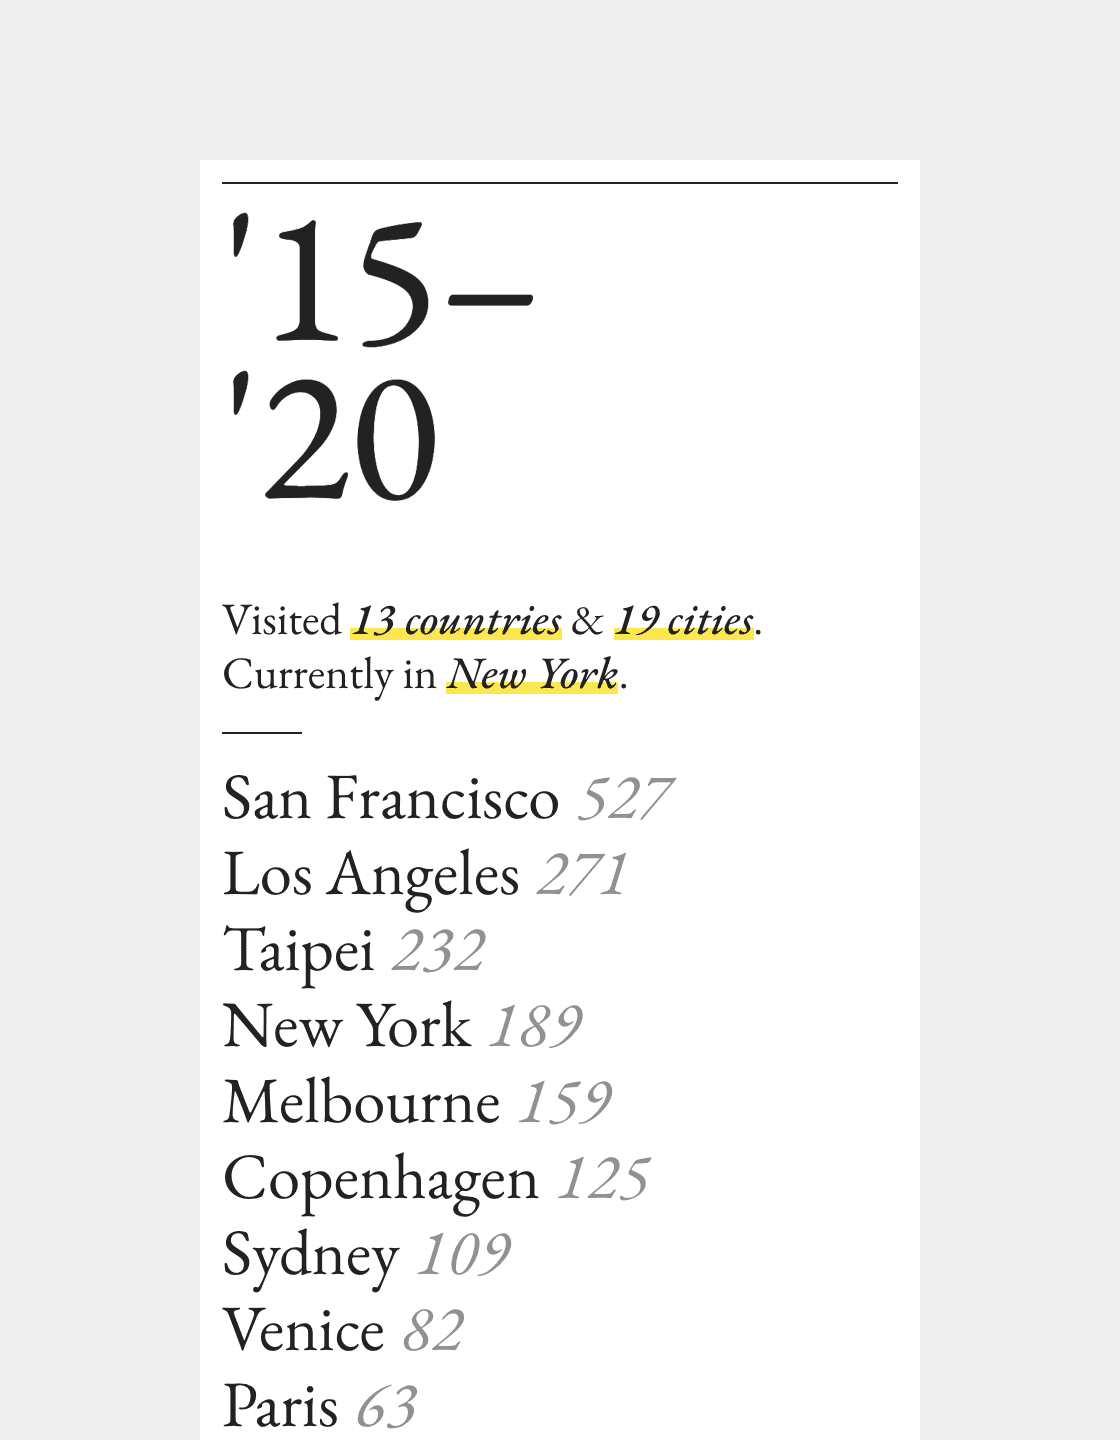 '15–
'20
Visited 13 countries & 19 cities.
Currently in New York.
San Francisco 527
Los Angeles 271
Taipei 232
New York 189
Melbourne 159
Copenhagen 125
Sydney 109
Venice 82
Paris 63